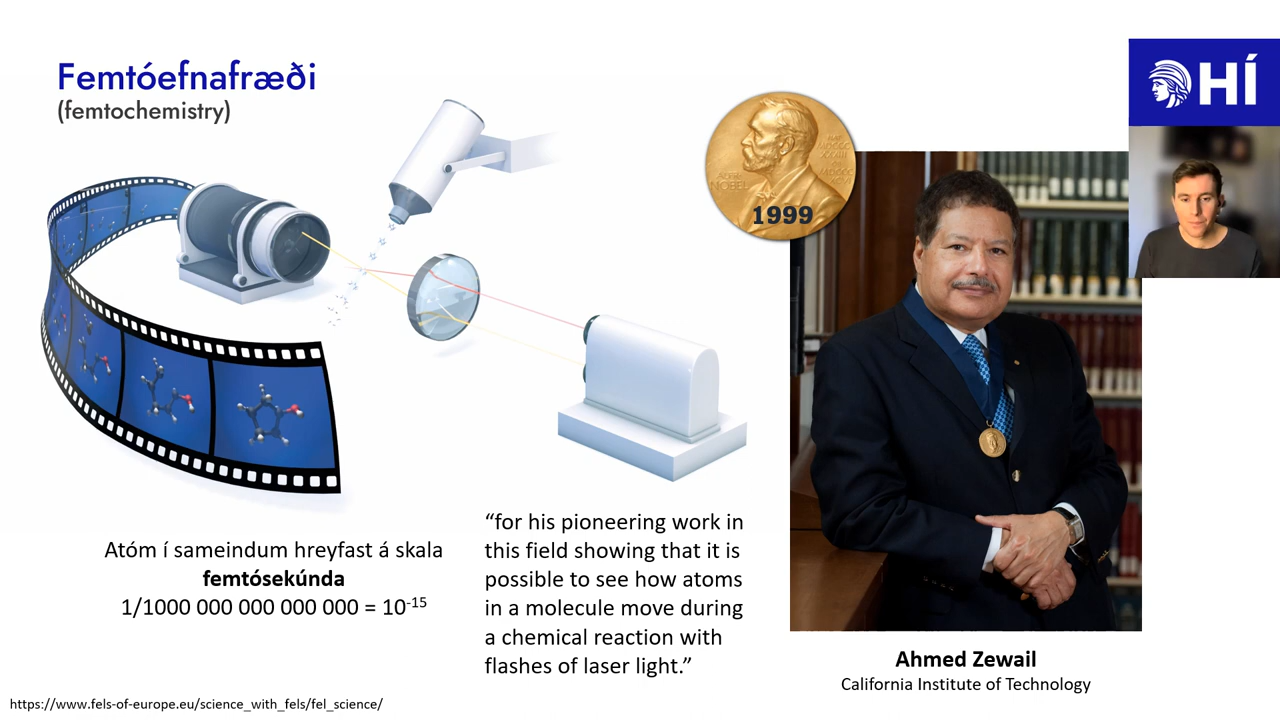 Femtóefnafræði
(femtochemistry)
HÍ
1999
Atóm í sameindum hreyfast á skala
femtósekúnda
1/1000 000 000 000 000 = 10⁻¹⁵
“for his pioneering work in
this field showing that it is
possible to see how atoms
in a molecule move during
a chemical reaction with
flashes of laser light.”
Ahmed Zewail
California Institute of Technology
https://www.fels-of-europe.eu/science_with_fels/fel_science/